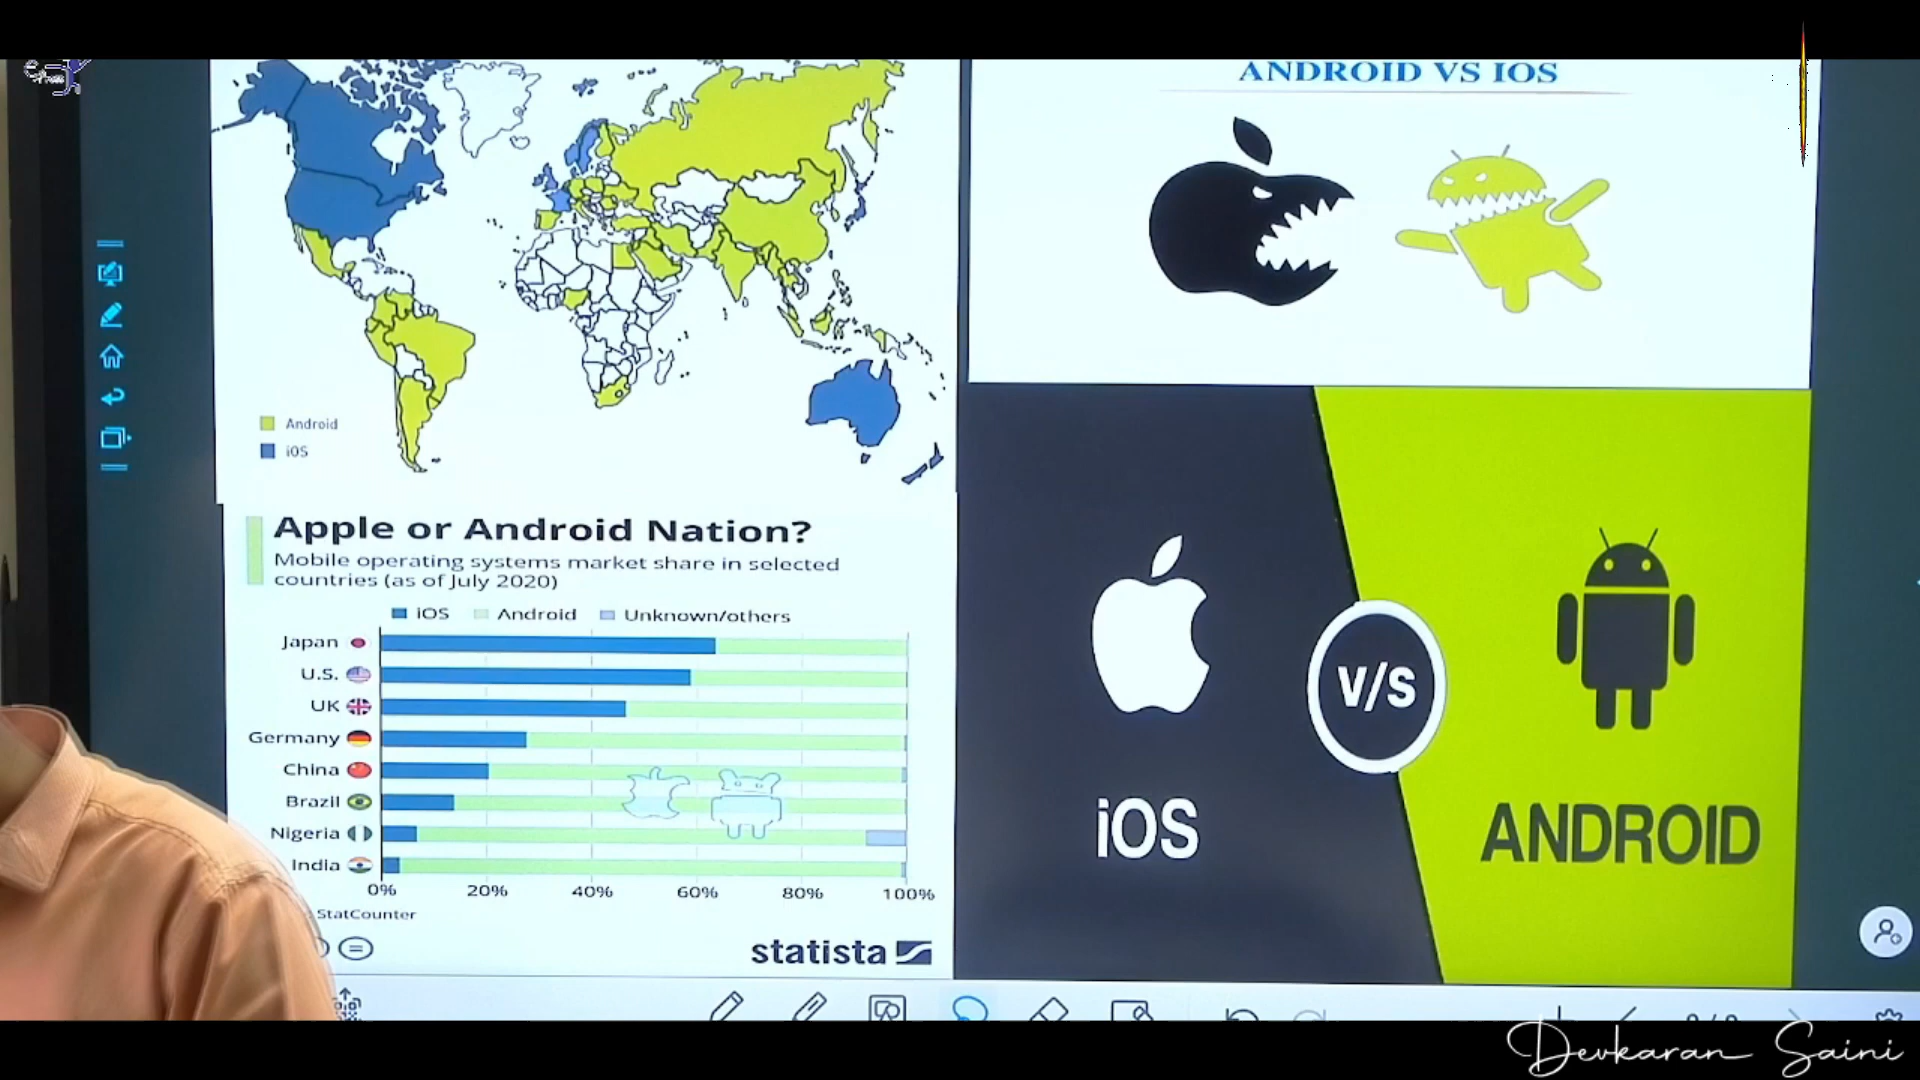 ANDROID VS IOS
Android
iOS
Apple or Android Nation?
Mobile operating systems market share in selected
countries (as of July 2020)
iOS Android Unknown/others
Japan
U.S.
UK
Germany
China
Brazil
Nigeria
India
0% 20% 40% 60% 80% 100%
StatCounter
statista
iOS
V/S
ANDROID
Devkaran Saini